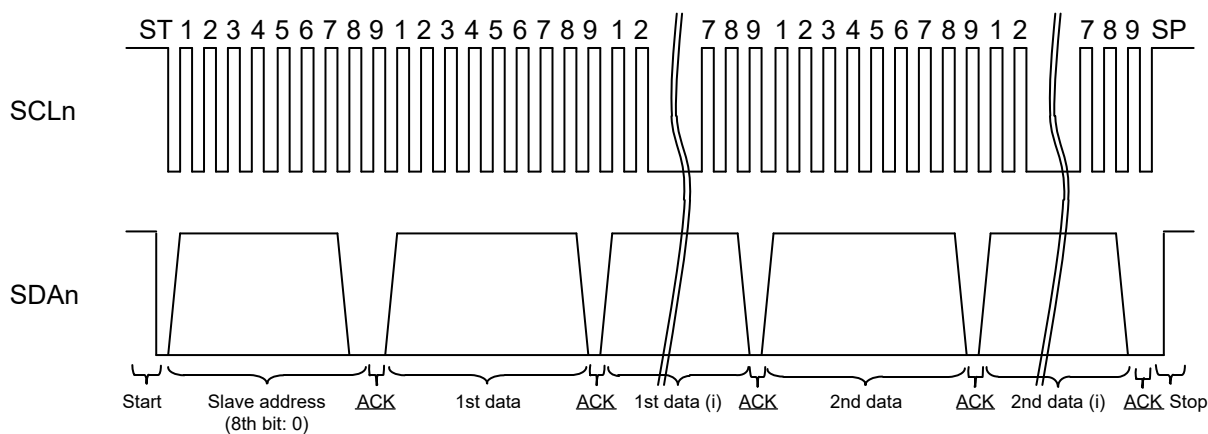 ST 1 2 3 4 5 6 7 8 9 1 2 3 4 5 6 7 8 9 1 2 7 8 9 1 2 3 4 5 6 7 8 9 1 2 7 8 9 SP
SCLn
SDAn
Start Slave address ACK 1st data ACK 1st data (i) ACK 2nd data ACK 2nd data (i) ACK Stop
(8th bit: 0)